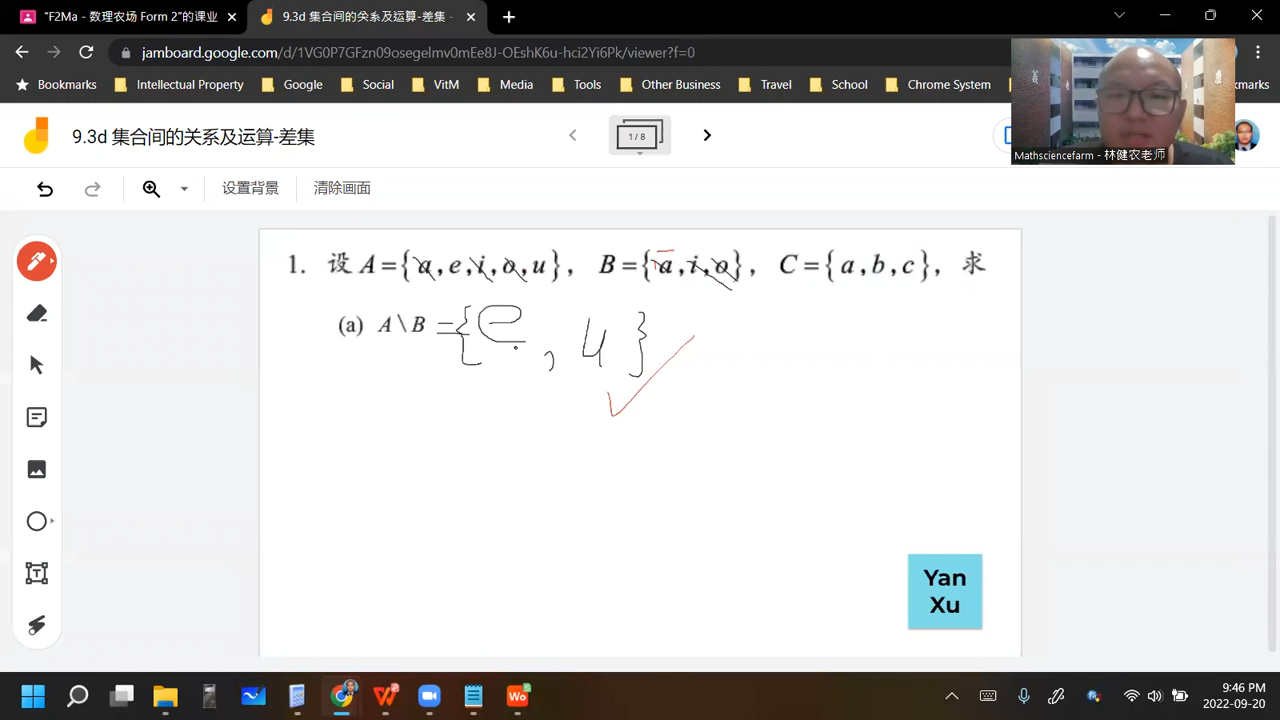 "F2Ma - 数理农场 Form 2"的课业
9.3d 集合间的关系及运算-差集 -
jamboard.google.com/d/1VG0P7GFzn09osegelmv0nEe81-OEshK6u-hci2Yi6Pk/viewer?f=0
Bookmarks Intellectual Property Google Social VitM Media Tools Other Business Travel School Chrome System
Mathsciencefarm - 林健农老师
9.3d 集合间的关系及运算-差集
1/8
设置背景 清除画面
1. 设 A={a,e,i,o,u}, B={a,i,o}, C={a,b,c}, 求
(a) A\B ={e, u}
Yan
Xu
9:46 PM
2022-09-20